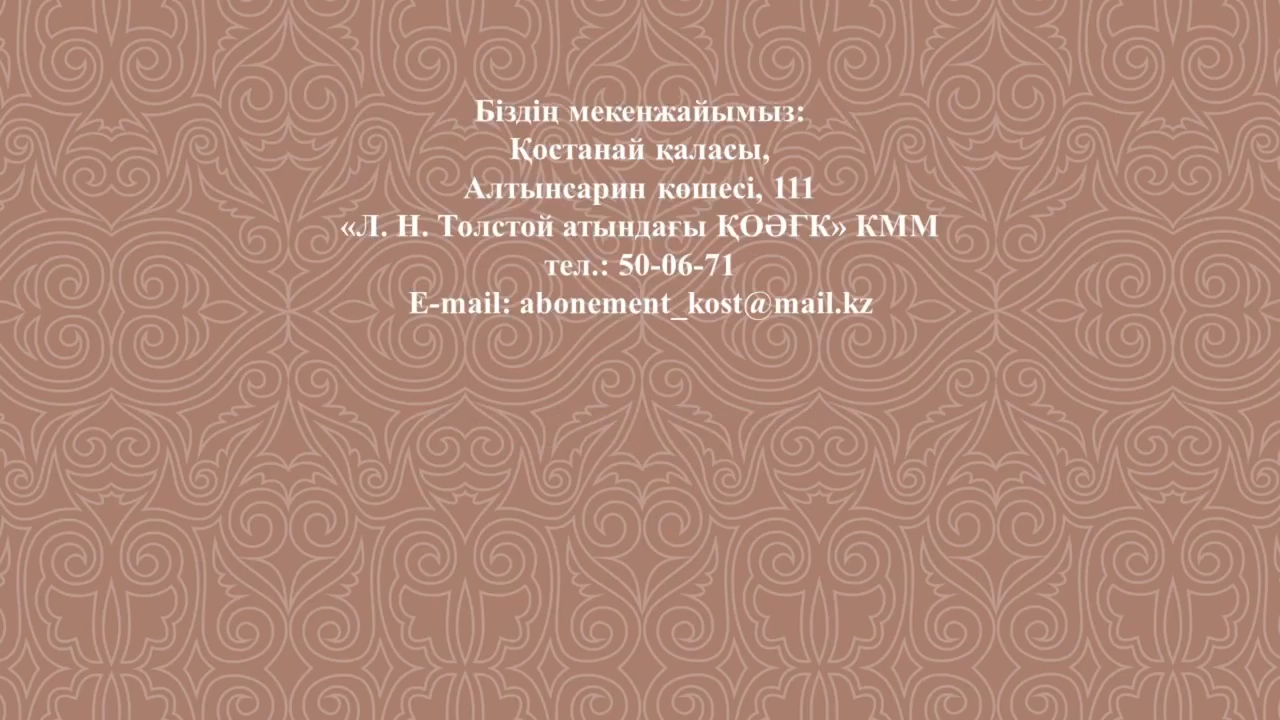 Біздің мекенжайымыз:
Қостанай қаласы,
Алтынсарин көшесі, 111
«Л. Н. Толстой атындағы ҚОӘҒК» КММ
тел.: 50-06-71
E-mail: abonement_kost@mail.kz